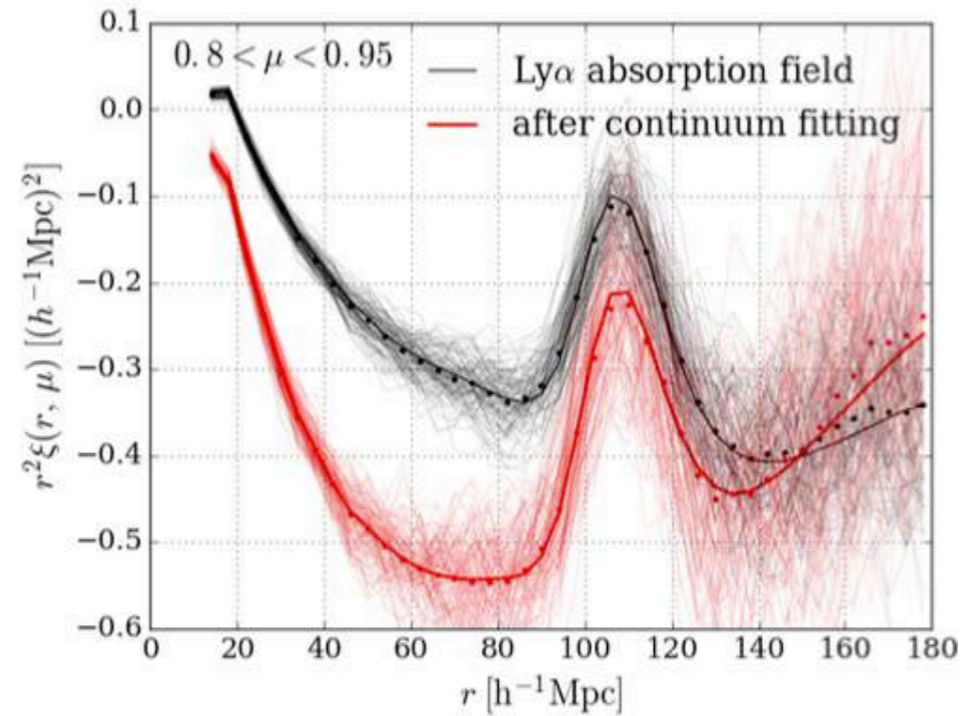 0.8 < μ < 0.95
Lyα absorption field
after continuum fitting
r²ξ(r, μ) [(h⁻¹Mpc)²]
0.1
0.0
−0.1
−0.2
−0.3
−0.4
−0.5
−0.6
0 20 40 60 80 100 120 140 160 180
r [h⁻¹Mpc]